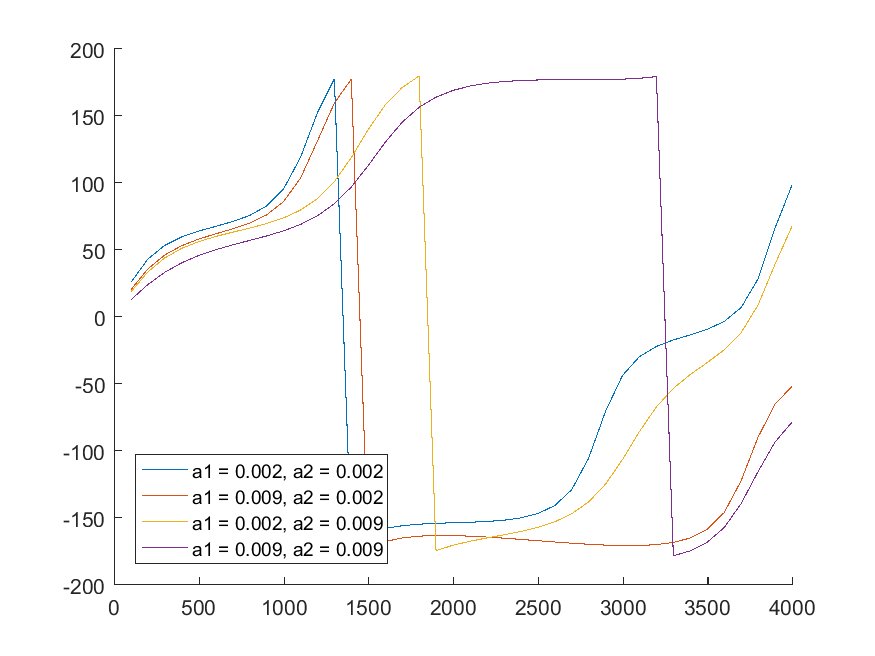 200
150
100
50
0
-50
-100
-150
-200
a1 = 0.002, a2 = 0.002
a1 = 0.009, a2 = 0.002
a1 = 0.002, a2 = 0.009
a1 = 0.009, a2 = 0.009
0 500 1000 1500 2000 2500 3000 3500 4000